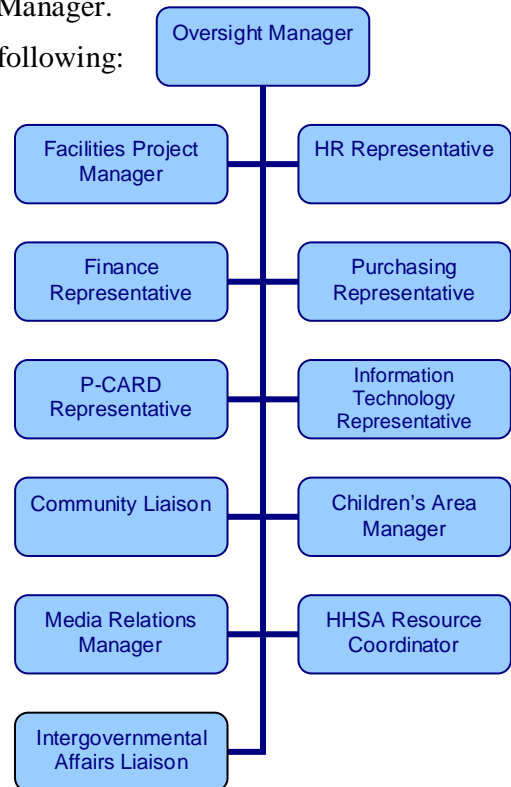 Manager.
following:
Oversight Manager
Facilities Project
Manager
HR Representative
Finance
Representative
Purchasing
Representative
P-CARD
Representative
Information
Technology
Representative
Community Liaison
Children’s Area
Manager
Media Relations
Manager
HHSA Resource
Coordinator
Intergovernmental
Affairs Liaison